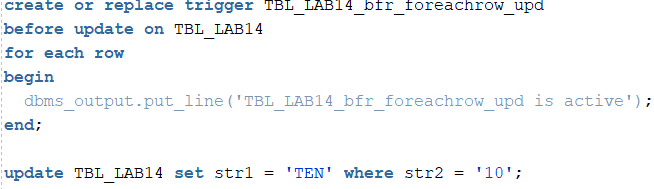 create or replace trigger TBL_LAB14_bfr_foreachrow_upd
before update on TBL_LAB14
for each row
begin
  dbms_output.put_line('TBL_LAB14_bfr_foreachrow_upd is active');
end;
update TBL_LAB14 set str1 = 'TEN' where str2 = '10';